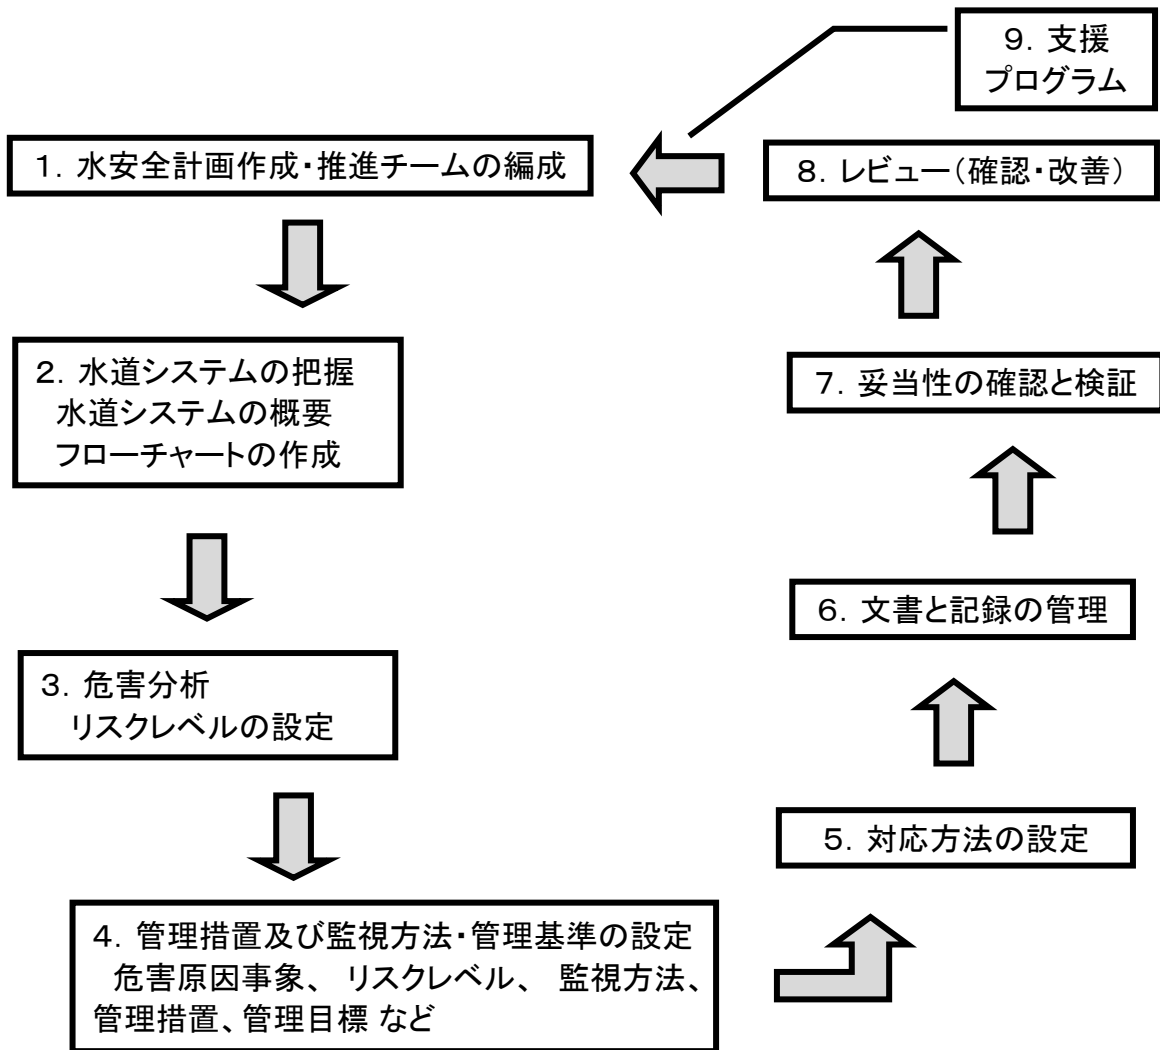 9．支援
プログラム
1．水安全計画作成・推進チームの編成
8．レビュー（確認・改善）
2．水道システムの把握
水道システムの概要
フローチャートの作成
7．妥当性の確認と検証
6．文書と記録の管理
3．危害分析
リスクレベルの設定
5．対応方法の設定
4．管理措置及び監視方法・管理基準の設定
危害原因事象、 リスクレベル、 監視方法、
管理措置、管理目標 など